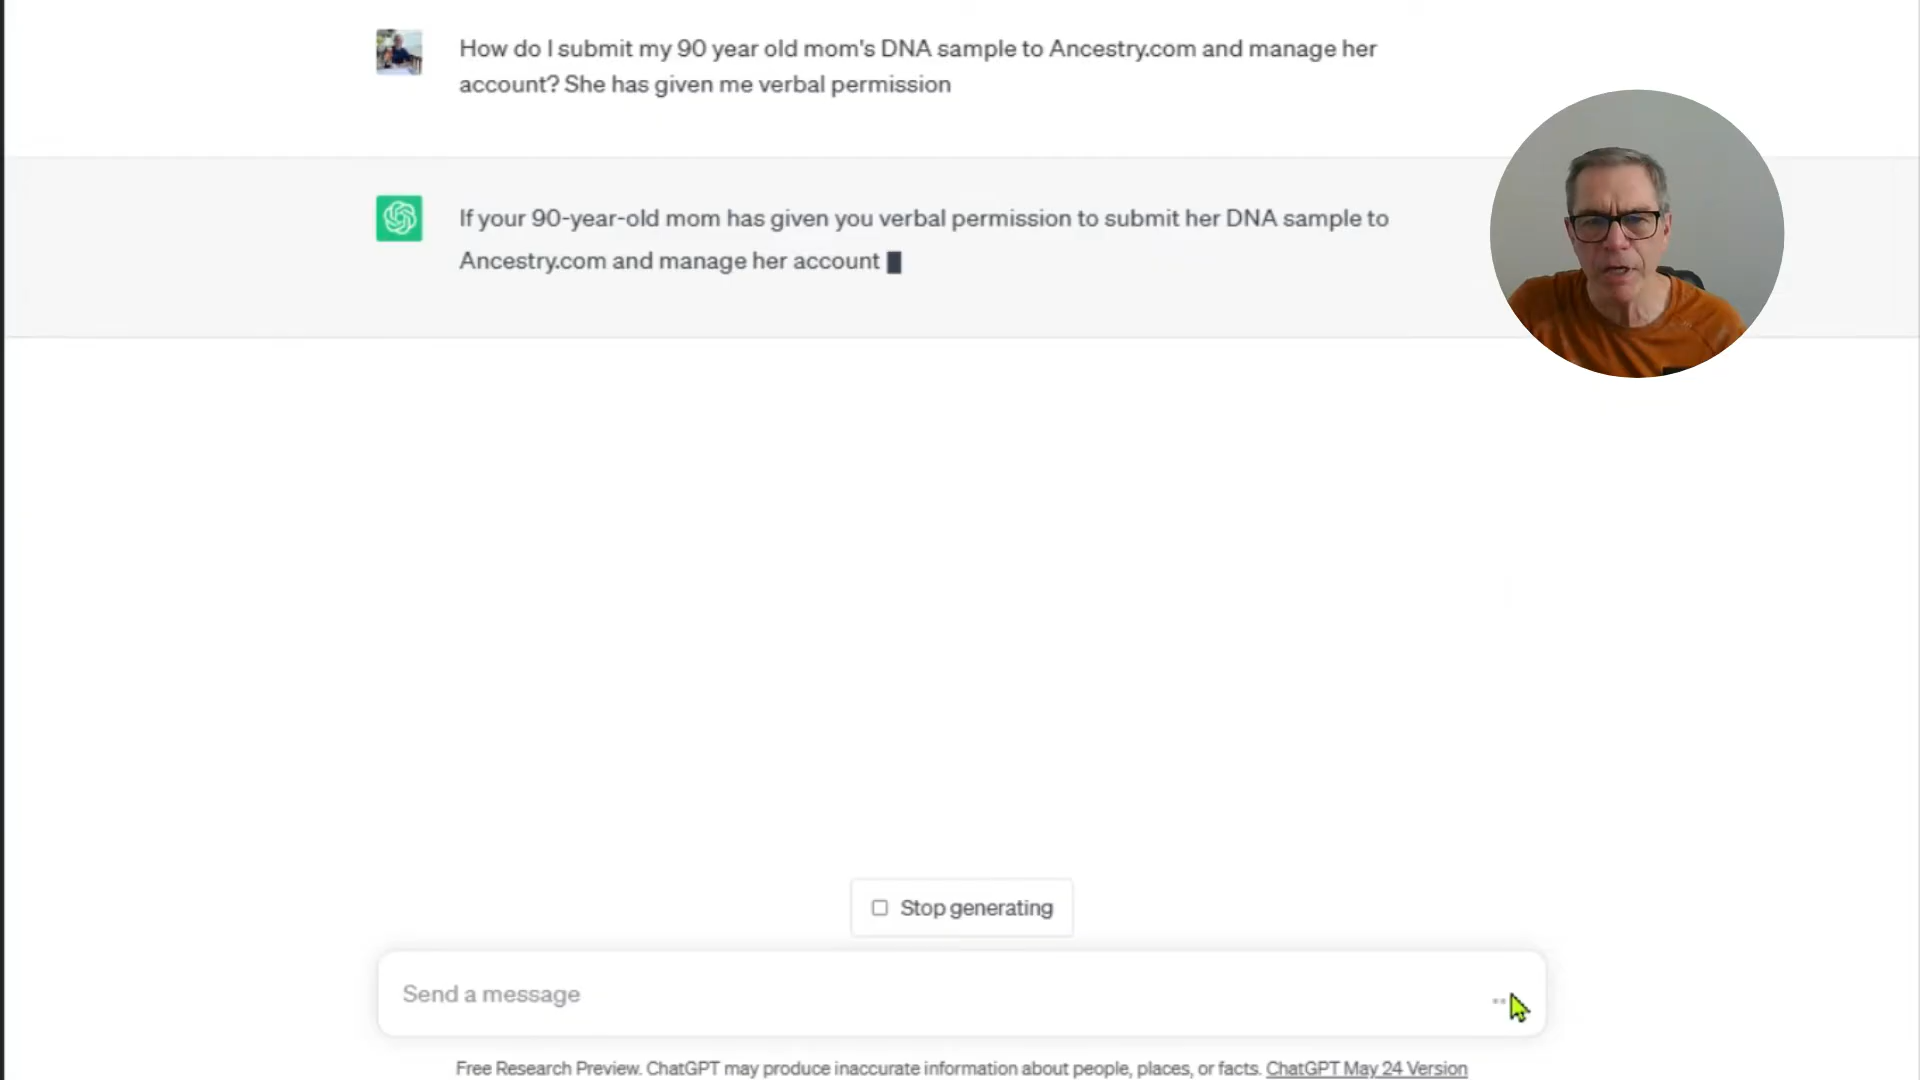 How do I submit my 90 year old mom's DNA sample to Ancestry.com and manage her
account? She has given me verbal permission
If your 90-year-old mom has given you verbal permission to submit her DNA sample to
Ancestry.com and manage her account
Stop generating
Send a message
Free Research Preview. ChatGPT may produce inaccurate information about people, places, or facts. ChatGPT May 24 Version